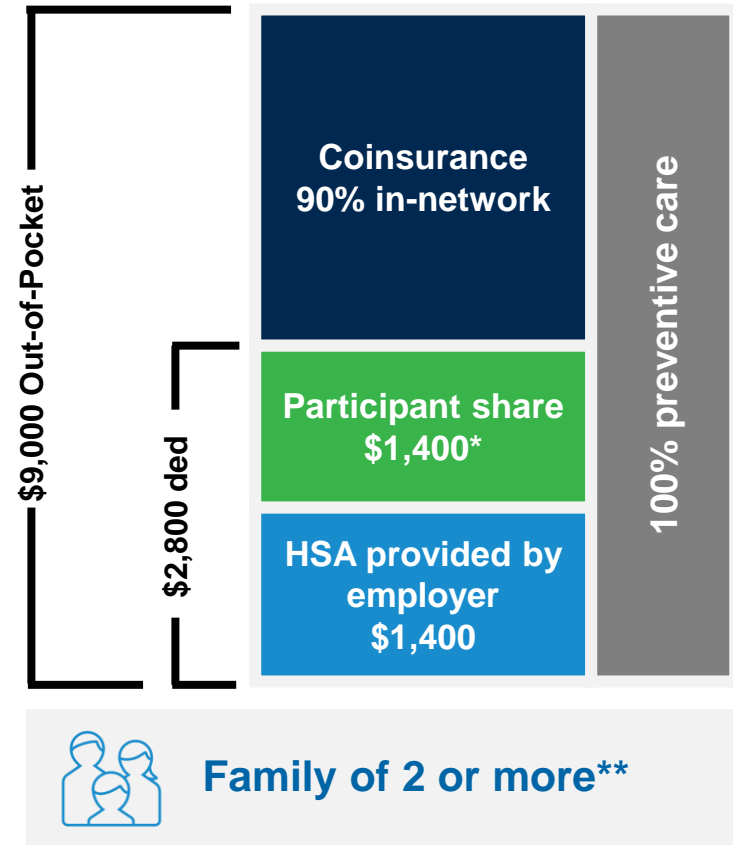 $9,000 Out-of-Pocket
$2,800 ded
Coinsurance
90% in-network
Participant share
$1,400*
HSA provided by
employer
$1,400
100% preventive care
Family of 2 or more**